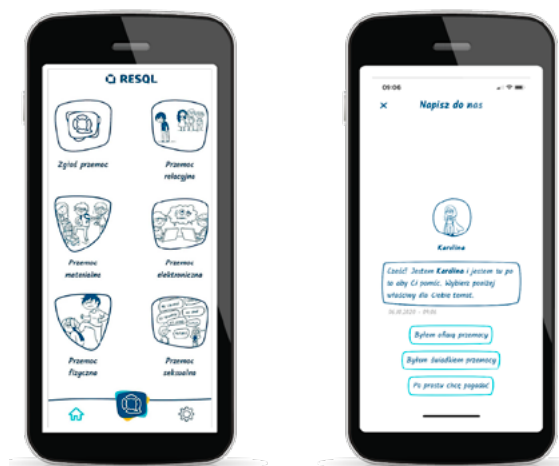 RESQL
Zgłoś przemoc
Przemoc
relacyjna
Przemoc
materialna
Przemoc
elektroniczna
Przemoc
fizyczna
Przemoc
seksualna
09:06
× Napisz do nas
Karolina
Cześć! Jestem Karolina i jestem tu po
to aby Ci pomóc. Wybierz poniżej
właściwy dla Ciebie temat.
Byłem ofiarą przemocy
Byłem świadkiem przemocy
Po prostu chcę pogadać